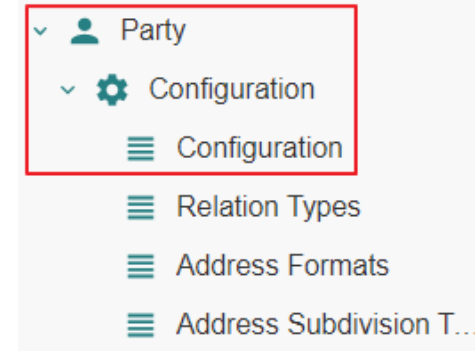 Party
Configuration
Configuration
Relation Types
Address Formats
Address Subdivision T...